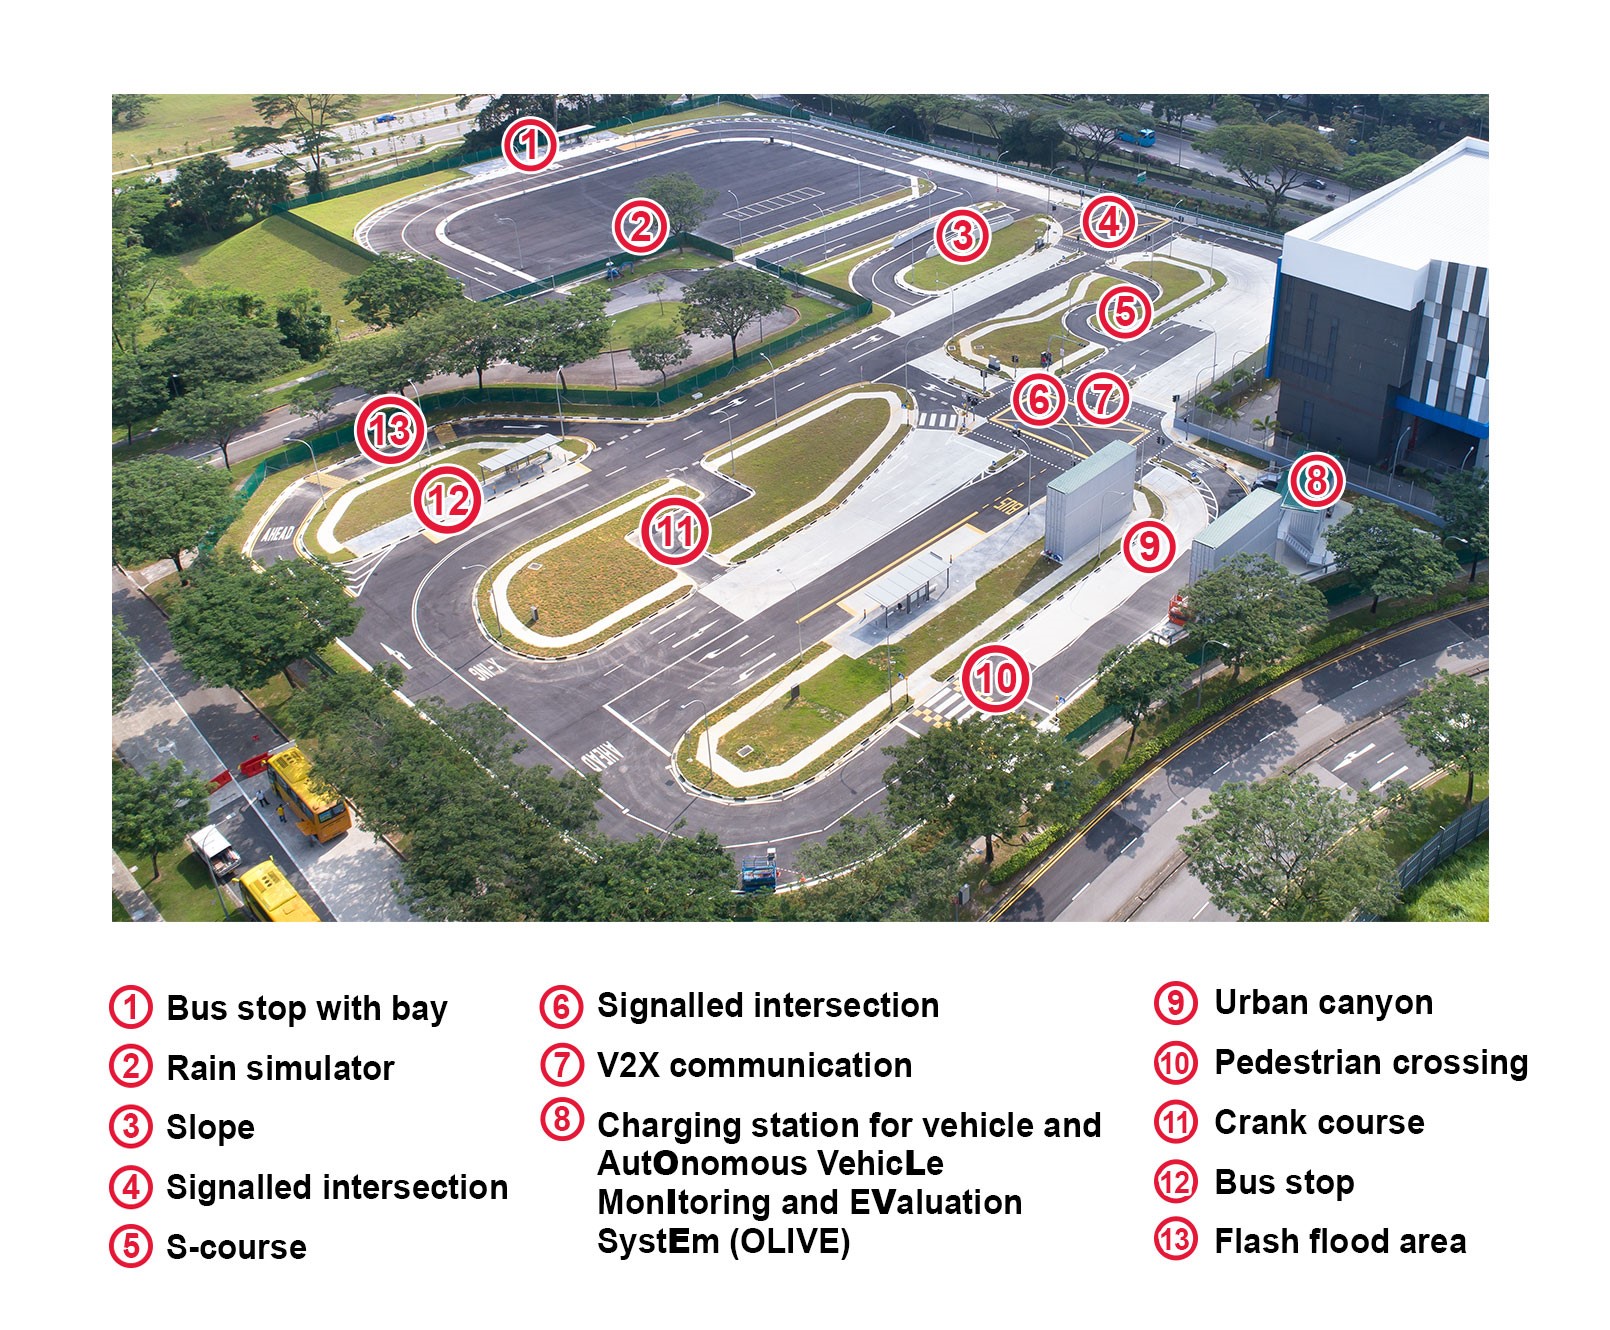 1
2
3
4
5
6
7
8
9
10
11
12
13
AHEAD
BUS
X-ING
AHEAD
1 Bus stop with bay
2 Rain simulator
3 Slope
4 Signalled intersection
5 S-course
6 Signalled intersection
7 V2X communication
8 Charging station for vehicle and
AutOnomous VehicLe
MonItoring and EValuation
SystEm (OLIVE)
9 Urban canyon
10 Pedestrian crossing
11 Crank course
12 Bus stop
13 Flash flood area